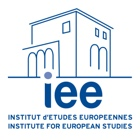 iee
INSTITUT d'ETUDES EUROPEENNES
INSTITUTE FOR EUROPEAN STUDIES